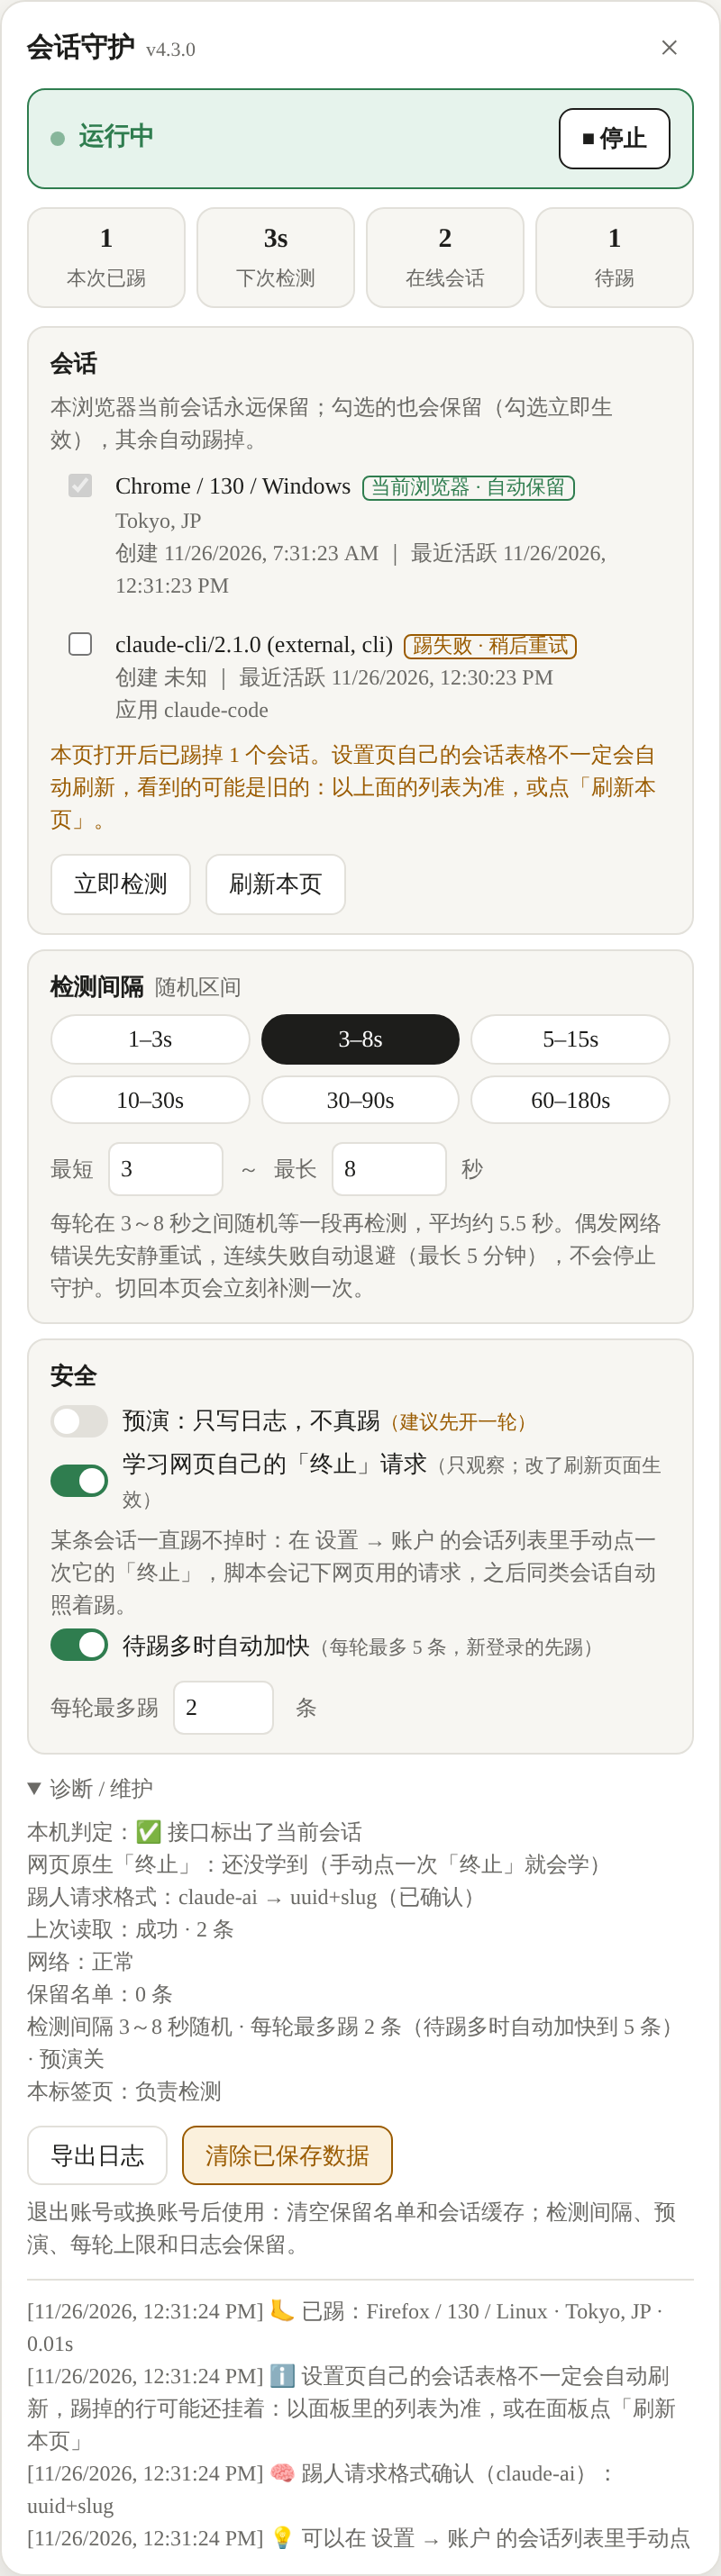 会话守护 v4.3.0 ×
运行中
■ 停止
1
本次已踢
3s
下次检测
2
在线会话
1
待踢
会话
本浏览器当前会话永远保留；勾选的也会保留（勾选立即生
效），其余自动踢掉。
Chrome / 130 / Windows 当前浏览器 · 自动保留
Tokyo, JP
创建 11/26/2026, 7:31:23 AM ｜ 最近活跃 11/26/2026,
12:31:23 PM
claude-cli/2.1.0 (external, cli) 踢失败 · 稍后重试
创建 未知 ｜ 最近活跃 11/26/2026, 12:30:23 PM
应用 claude-code
本页打开后已踢掉 1 个会话。设置页自己的会话表格不一定会自
动刷新，看到的可能是旧的：以上面的列表为准，或点「刷新本
页」。
立即检测
刷新本页
检测间隔 随机区间
1–3s
3–8s
5–15s
10–30s
30–90s
60–180s
最短 3 ～ 最长 8 秒
每轮在 3～8 秒之间随机等一段再检测，平均约 5.5 秒。偶发网络
错误先安静重试，连续失败自动退避（最长 5 分钟），不会停止
守护。切回本页会立刻补测一次。
安全
预演：只写日志，不真踢（建议先开一轮）
学习网页自己的「终止」请求（只观察；改了刷新页面生
效）
某条会话一直踢不掉时：在 设置 → 账户 的会话列表里手动点一
次它的「终止」，脚本会记下网页用的请求，之后同类会话自动
照着踢。
待踢多时自动加快（每轮最多 5 条，新登录的先踢）
每轮最多踢 2 条
▼ 诊断 / 维护
本机判定：✅ 接口标出了当前会话
网页原生「终止」：还没学到（手动点一次「终止」就会学）
踢人请求格式：claude-ai → uuid+slug（已确认）
上次读取：成功 · 2 条
网络：正常
保留名单：0 条
检测间隔 3～8 秒随机 · 每轮最多踢 2 条（待踢多时自动加快到 5 条）
· 预演关
本标签页：负责检测
导出日志
清除已保存数据
退出账号或换账号后使用：清空保留名单和会话缓存；检测间隔、预
演、每轮上限和日志会保留。
[11/26/2026, 12:31:24 PM] 🦶 已踢：Firefox / 130 / Linux · Tokyo, JP ·
0.01s
[11/26/2026, 12:31:24 PM] ℹ️ 设置页自己的会话表格不一定会自动刷
新，踢掉的行可能还挂着：以面板里的列表为准，或在面板点「刷新
本页」
[11/26/2026, 12:31:24 PM] 🧠 踢人请求格式确认（claude-ai）：
uuid+slug
[11/26/2026, 12:31:24 PM] 💡 可以在 设置 → 账户 的会话列表里手动点